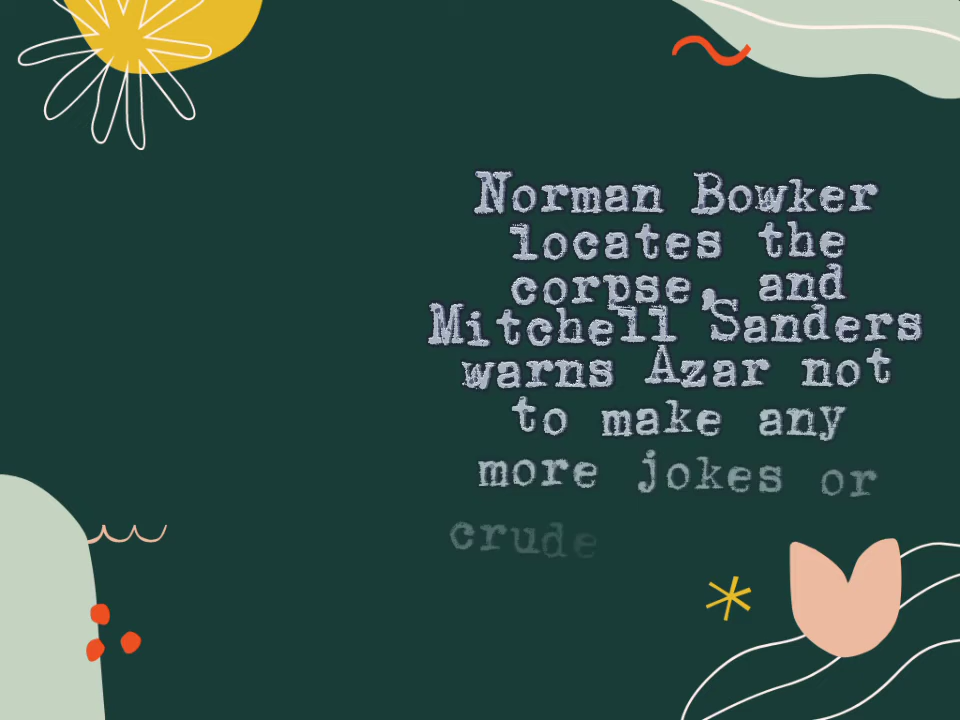 Norman Bowker
locates the
corpse, and
Mitchell Sanders
warns Azar not
to make any
more jokes or
crude